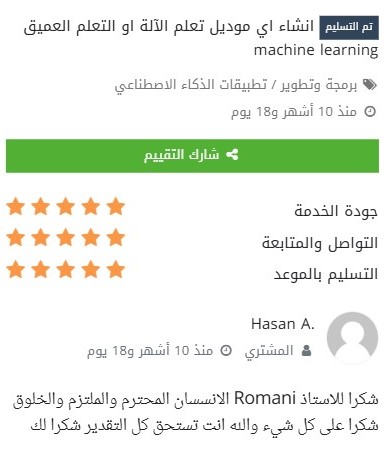 تم التسليم انشاء اي موديل تعلم الآلة او التعلم العميق
machine learning
برمجة وتطوير / تطبيقات الذكاء الاصطناعي
منذ 10 أشهر و18 يوم
شارك التقييم
جودة الخدمة
التواصل والمتابعة
التسليم بالموعد
Hasan A.
المشتري منذ 10 أشهر و18 يوم
شكرا للاستاذ Romani الانسسان المحترم والملتزم والخلوق
شكرا على كل شيء والله انت تستحق كل التقدير شكرا لك